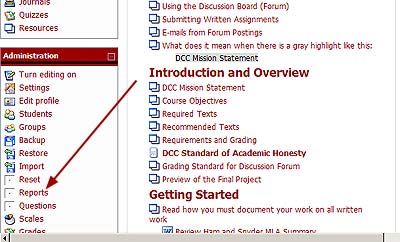 Journals
Quizzes
Resources
Administration
Turn editing on
Settings
Edit profile
Students
Groups
Backup
Restore
Import
Reset
Reports
Questions
Scales
Grades
Using the Discussion Board (Forum)
Submitting Written Assignments
E-mails from Forum Postings
What does it mean when there is a gray highlight like this:
DCC Mission Statement
Introduction and Overview
DCC Mission Statement
Course Objectives
Required Texts
Recommended Texts
Requirements and Grading
DCC Standard of Academic Honesty
Grading Standard for Discussion Forum
Preview of the Final Project
Getting Started
Read how you must document your work on all written
work
Review Ham and Snyder MLA Summary